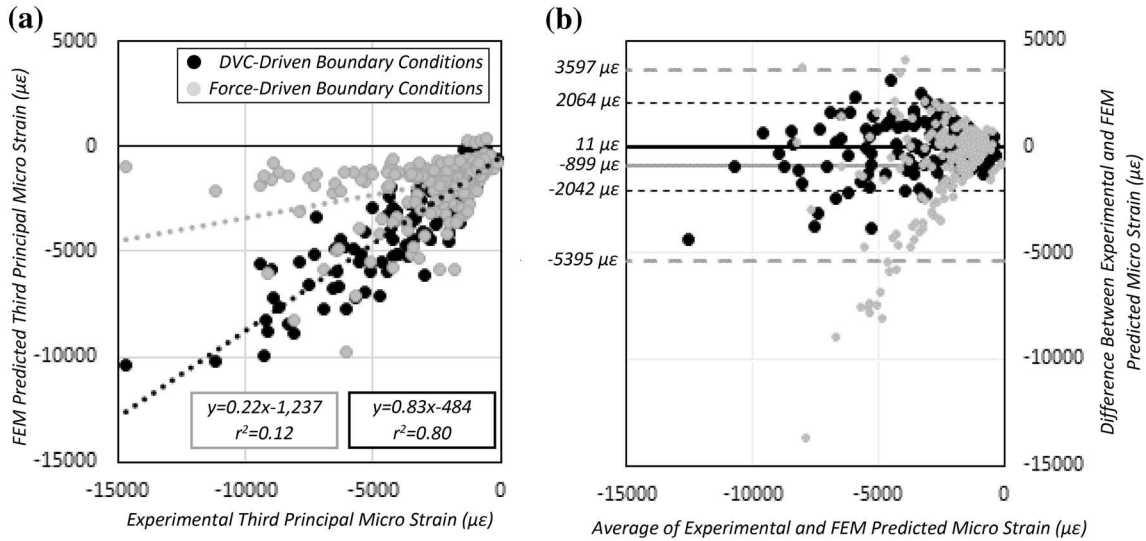 (a)
5000
0
-5000
-10000
-15000
FEM Predicted Third Principal Micro Strain (με)
DVC-Driven Boundary Conditions
Force-Driven Boundary Conditions
y=0.22x-1,237
r²=0.12
y=0.83x-484
r²=0.80
-15000 -10000 -5000 0
Experimental Third Principal Micro Strain (με)
(b)
3597 με
2064 με
11 με
-899 με
-2042 με
-5395 με
5000
0
-5000
-10000
-15000
Difference Between Experimental and FEM
Predicted Micro Strain (με)
-15000 -10000 -5000 0
Average of Experimental and FEM Predicted Micro Strain (με)